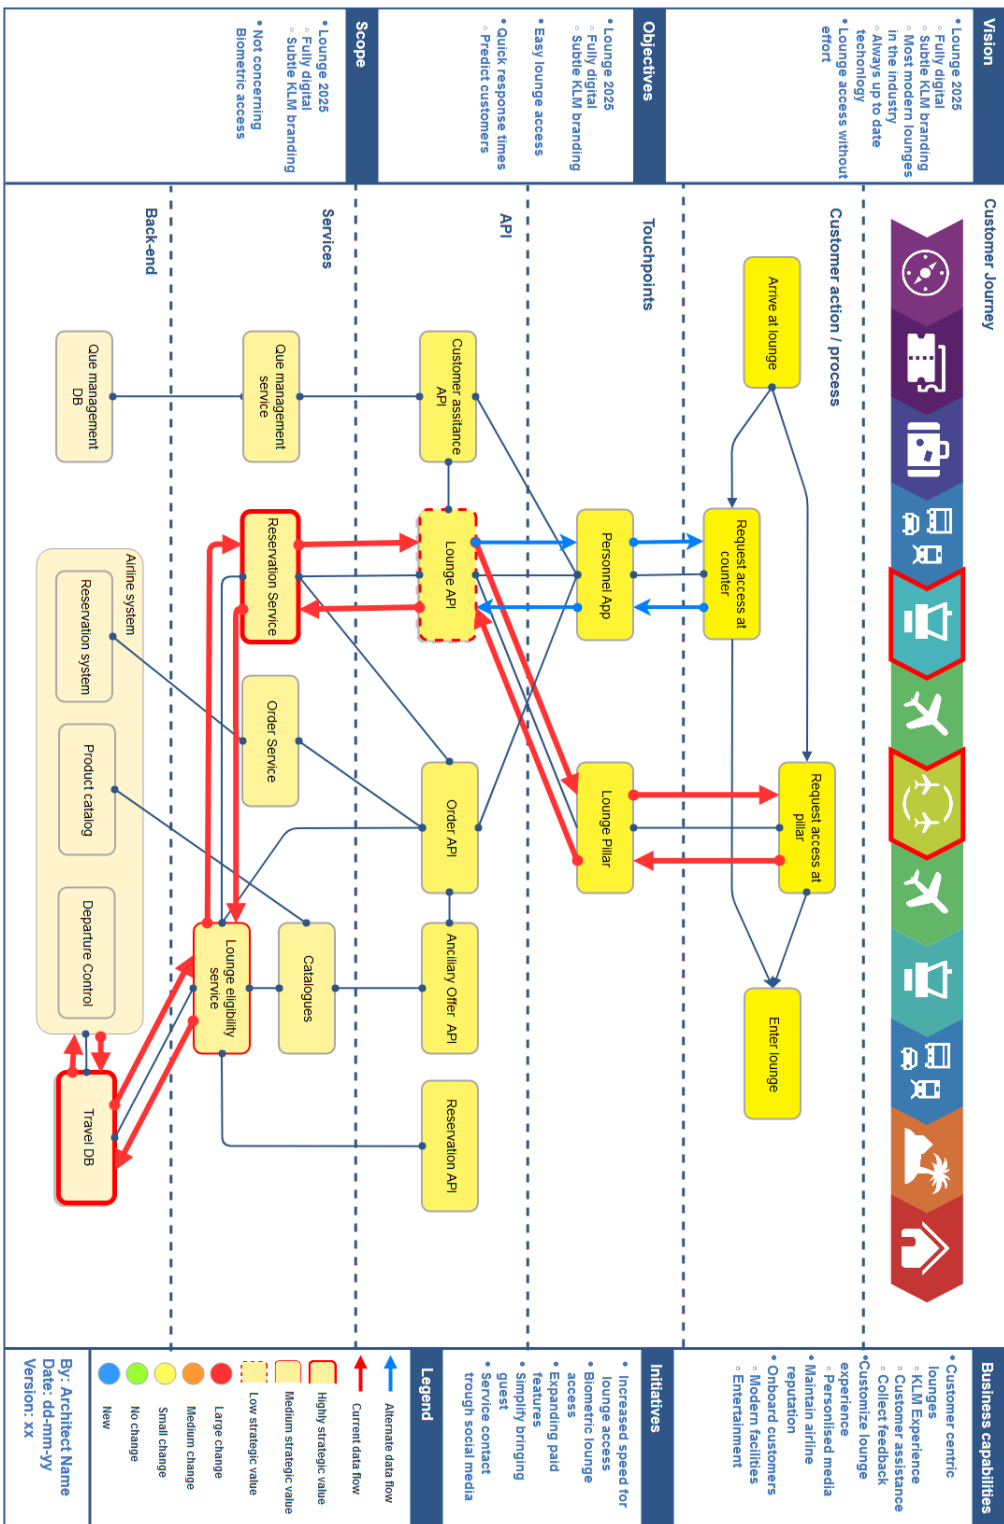 Vision
• Lounge 2025
◦ Fully digital
◦ Subtle KLM branding
• Most modern lounges
in the industry
◦ Always up to date
techonlogy
• Lounge access without
effort
Objectives
• Lounge 2025
◦ Fully digital
◦ Subtle KLM branding
• Easy lounge access
• Quick response times
◦ Predict customers
Scope
• Lounge 2025
◦ Fully digital
◦ Subtle KLM branding
• Not concerning
Biometric access
Customer Journey
Customer action / process
Arrive at lounge
Request access at
counter
Request access at
pillar
Enter lounge
Touchpoints
Personnel App
Lounge Pillar
API
Customer assitance
API
Lounge API
Order API
Anciliary Offer API
Reservation API
Services
Que management
service
Reservation Service
Order Service
Catalogues
Lounge eligibility
service
Back-end
Que management
DB
Airline system
Reservation system
Product catalog
Departure Control
Travel DB
Business capabilities
• Customer centric
lounges
◦ KLM Experience
◦ Customer assistance
◦ Collect feedback
• Customize lounge
experience
◦ Personlised media
• Maintain airline
reputation
• Onboard customers
◦ Modern facilities
◦ Entertainment
Initiatives
• Increased speed for
lounge access
• Biometric lounge
access
• Expanding paid
features
• Simplify bringing
guest
• Service contact
trough social media
Legend
Alternate data flow
Current data flow
Highly strategic value
Medium strategic value
Low strategic value
Large change
Medium change
Small change
No change
New
By: Architect Name
Date: dd-mm-yy
Version: xx